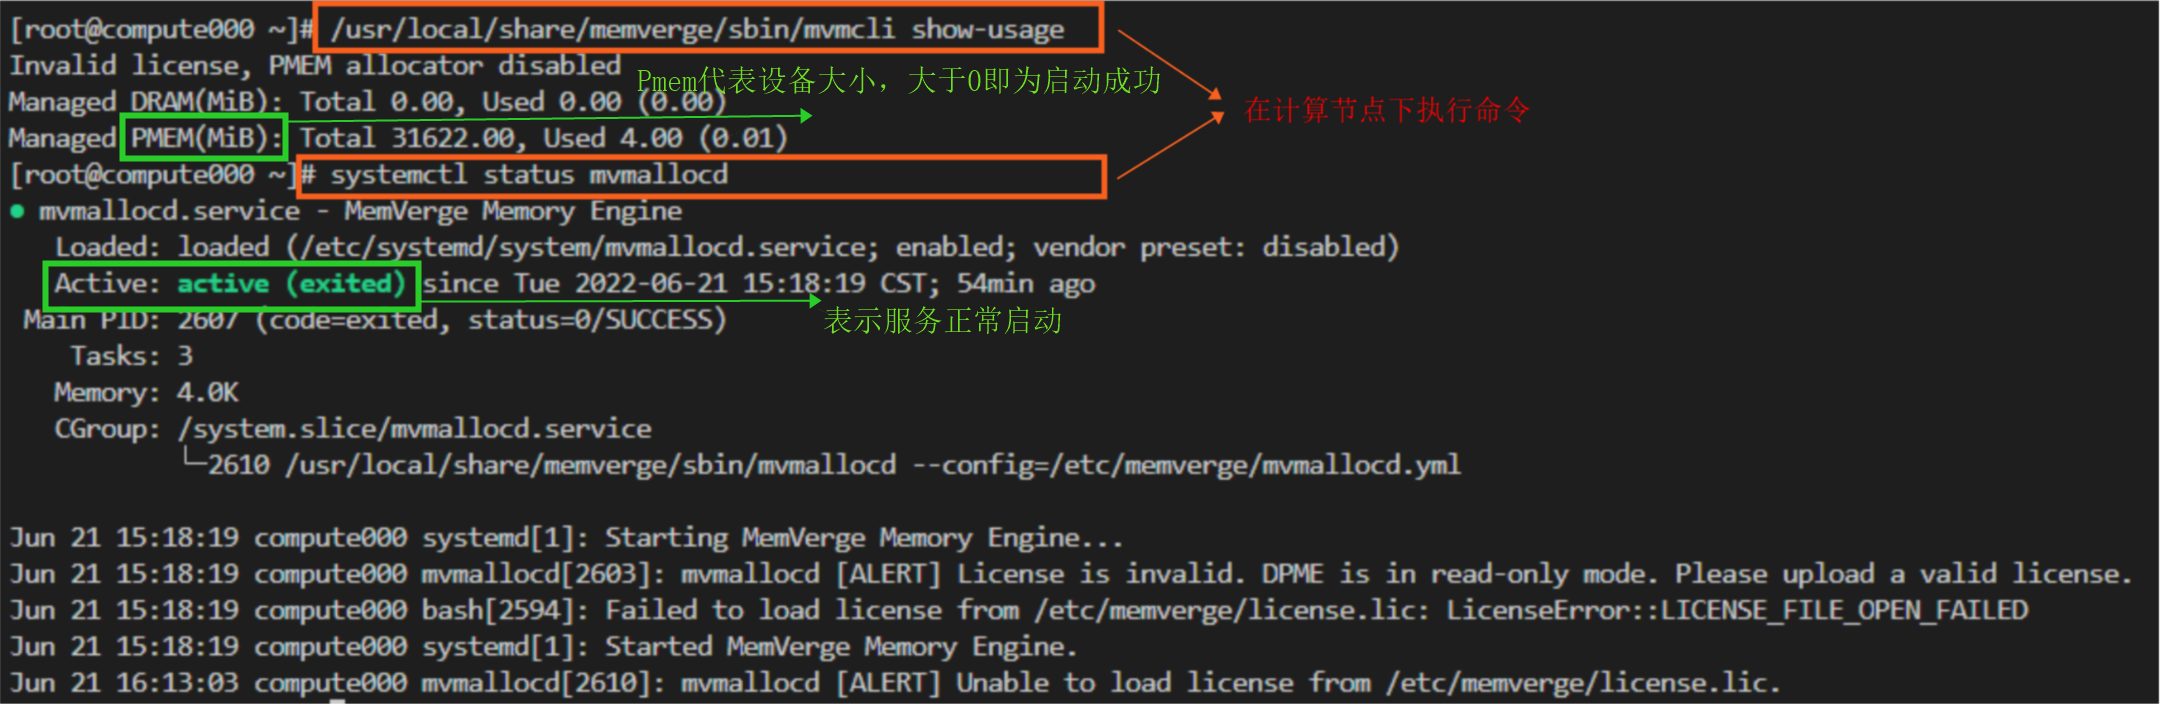 [root@compute000 ~]# /usr/local/share/memverge/sbin/mvmcli show-usage
Invalid license, PMEM allocator disabled
Pmem代表设备大小，大于0即为启动成功
Managed DRAM(MiB): Total 0.00, Used 0.00 (0.00)
在计算节点下执行命令
Managed PMEM(MiB): Total 31622.00, Used 4.00 (0.01)
[root@compute000 ~]# systemctl status mvmallocd
● mvmallocd.service - MemVerge Memory Engine
Loaded: loaded (/etc/systemd/system/mvmallocd.service; enabled; vendor preset: disabled)
Active: active (exited) since Tue 2022-06-21 15:18:19 CST; 54min ago
Main PID: 2607 (code=exited, status=0/SUCCESS)
表示服务正常启动
Tasks: 3
Memory: 4.0K
CGroup: /system.slice/mvmallocd.service
└─2610 /usr/local/share/memverge/sbin/mvmallocd --config=/etc/memverge/mvmallocd.yml
Jun 21 15:18:19 compute000 systemd[1]: Starting MemVerge Memory Engine...
Jun 21 15:18:19 compute000 mvmallocd[2603]: mvmallocd [ALERT] License is invalid. DPME is in read-only mode. Please upload a valid license.
Jun 21 15:18:19 compute000 bash[2594]: Failed to load license from /etc/memverge/license.lic: LicenseError::LICENSE_FILE_OPEN_FAILED
Jun 21 15:18:19 compute000 systemd[1]: Started MemVerge Memory Engine.
Jun 21 16:13:03 compute000 mvmallocd[2610]: mvmallocd [ALERT] Unable to load license from /etc/memverge/license.lic.